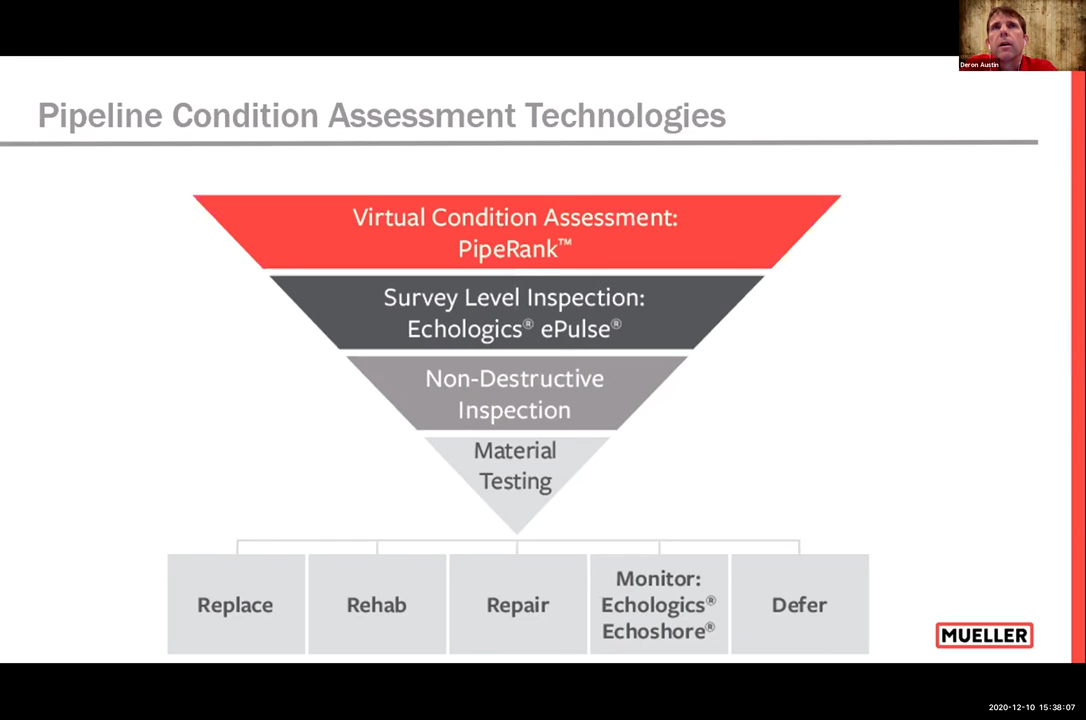 Deron Austin
Pipeline Condition Assessment Technologies
Virtual Condition Assessment:
PipeRank™
Survey Level Inspection:
Echologics® ePulse®
Non-Destructive
Inspection
Material
Testing
Replace
Rehab
Repair
Monitor:
Echologics®
Echoshore®
Defer
MUELLER
2020-12-10 15:38:07